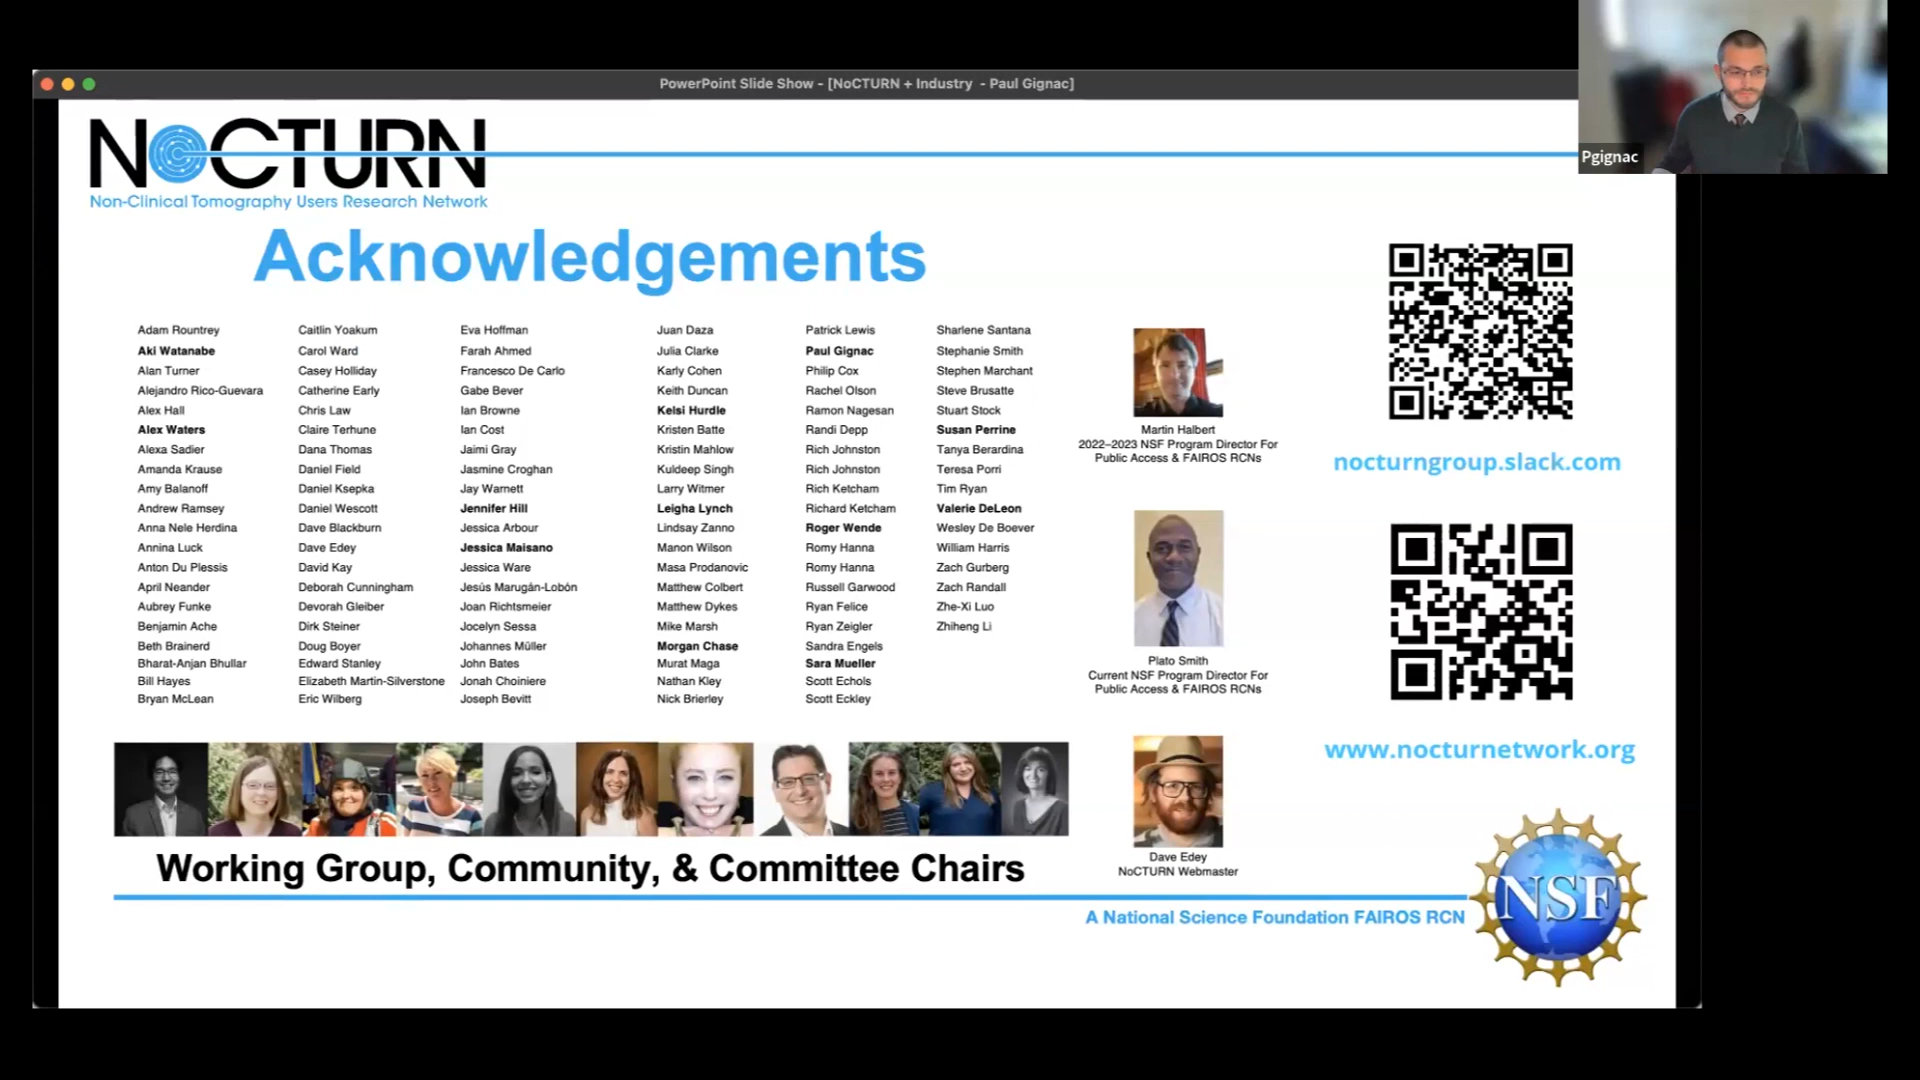 PowerPoint Slide Show - [NoCTURN + Industry - Paul Gignac]
Pgignac
NoCTURN
Non-Clinical Tomography Users Research Network
Acknowledgements
Adam Rountrey
Aki Watanabe
Alan Turner
Alejandro Rico-Guevara
Alex Hall
Alex Waters
Alexa Sadier
Amanda Krause
Amy Balanoff
Andrew Ramsey
Anna Nele Herdina
Annina Luck
Anton Du Plessis
April Neander
Aubrey Funke
Benjamin Ache
Beth Brainerd
Bharat-Anjan Bhullar
Bill Hayes
Bryan McLean
Caitlin Yoakum
Carol Ward
Casey Holliday
Catherine Early
Chris Law
Claire Terhune
Dana Thomas
Daniel Field
Daniel Ksepka
Daniel Wescott
Dave Blackburn
Dave Edey
David Kay
Deborah Cunningham
Devorah Gleiber
Dirk Steiner
Doug Boyer
Edward Stanley
Elizabeth Martin-Silverstone
Eric Wilberg
Eva Hoffman
Farah Ahmed
Francesco De Carlo
Gabe Bever
Ian Browne
Ian Cost
Jaimi Gray
Jasmine Croghan
Jay Warnett
Jennifer Hill
Jessica Arbour
Jessica Maisano
Jessica Ware
Jesús Marugán-Lobón
Joan Richtsmeier
Jocelyn Sessa
Johannes Müller
John Bates
Jonah Choiniere
Joseph Bevitt
Juan Daza
Julia Clarke
Karly Cohen
Keith Duncan
Kelsi Hurdle
Kristen Batte
Kristin Mahlow
Kuldeep Singh
Larry Witmer
Leigha Lynch
Lindsay Zanno
Manon Wilson
Masa Prodanovic
Matthew Colbert
Matthew Dykes
Mike Marsh
Morgan Chase
Murat Maga
Nathan Kley
Nick Brierley
Patrick Lewis
Paul Gignac
Philip Cox
Rachel Olson
Ramon Nagesan
Randi Depp
Rich Johnston
Rich Johnston
Rich Ketcham
Richard Ketcham
Roger Wende
Romy Hanna
Romy Hanna
Russell Garwood
Ryan Felice
Ryan Zeigler
Sandra Engels
Sara Mueller
Scott Echols
Scott Eckley
Sharlene Santana
Stephanie Smith
Stephen Marchant
Steve Brusatte
Stuart Stock
Susan Perrine
Tanya Berardina
Teresa Porri
Tim Ryan
Valerie DeLeon
Wesley De Boever
William Harris
Zach Gurberg
Zach Randall
Zhe-Xi Luo
Zhiheng Li
Martin Halbert
2022–2023 NSF Program Director For
Public Access & FAIROS RCNs
Plato Smith
Current NSF Program Director For
Public Access & FAIROS RCNs
Dave Edey
NoCTURN Webmaster
nocturngroup.slack.com
www.nocturnetwork.org
Working Group, Community, & Committee Chairs
A National Science Foundation FAIROS RCN
NSF